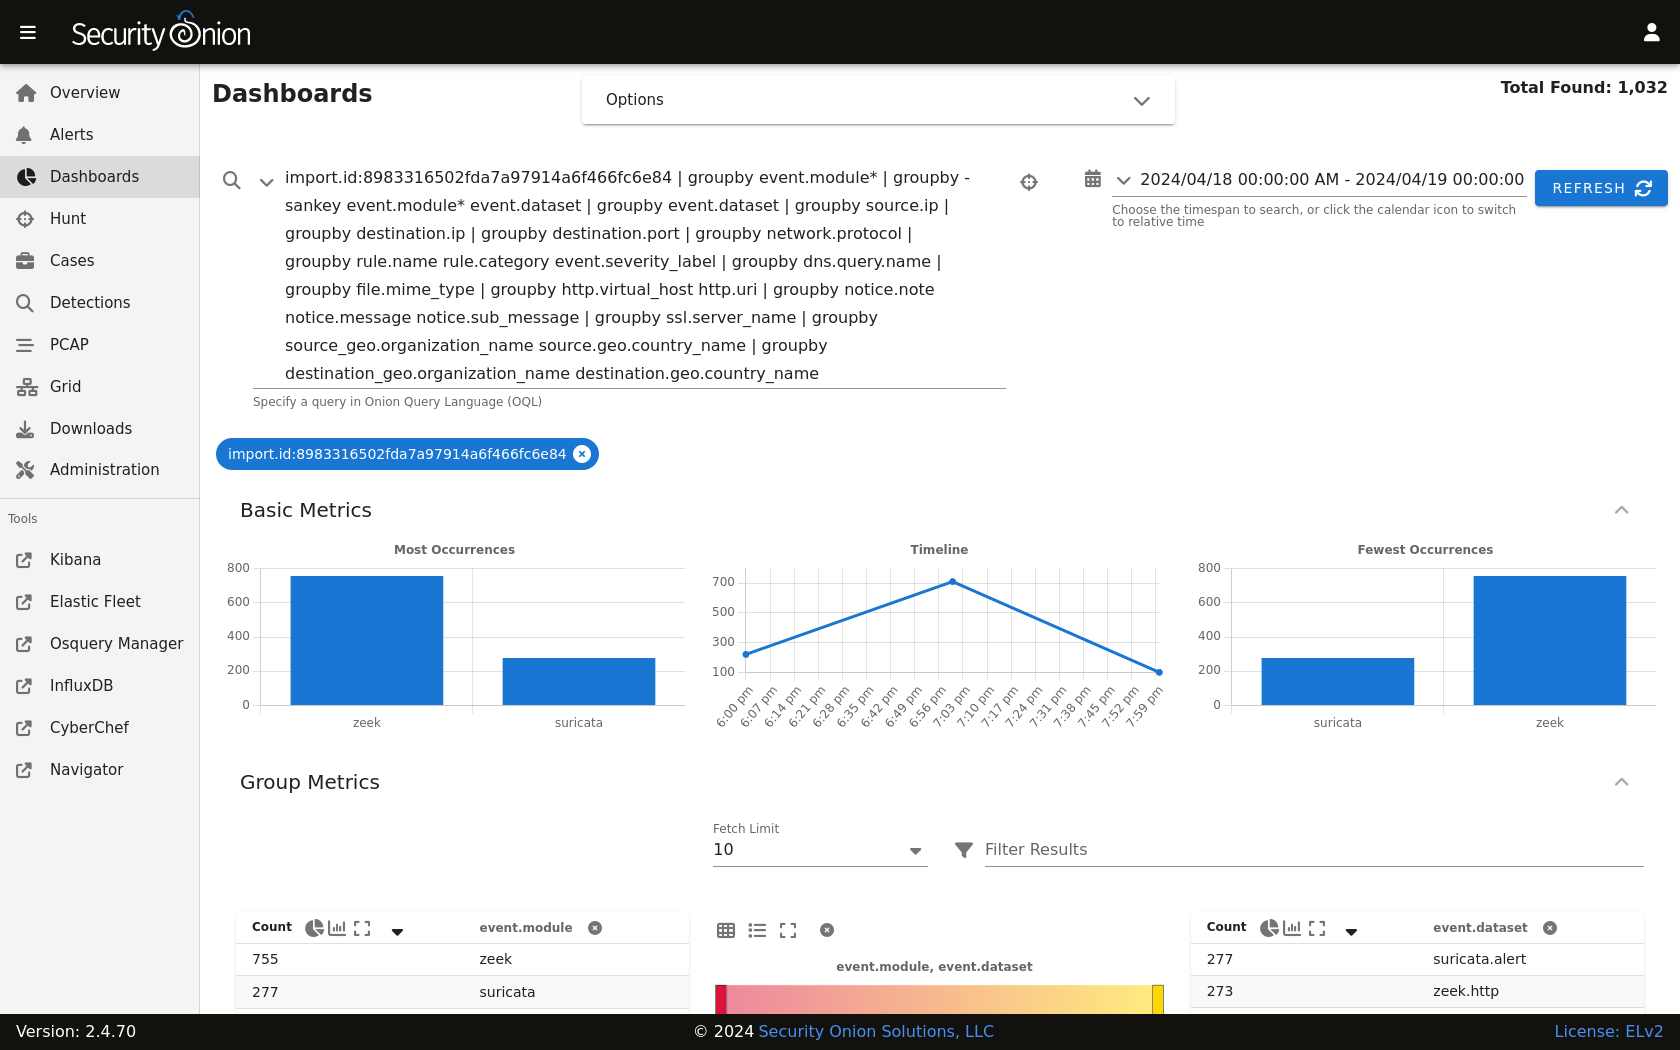 Security Onion
Overview
Alerts
Dashboards
Hunt
Cases
Detections
PCAP
Grid
Downloads
Administration
Tools
Kibana
Elastic Fleet
Osquery Manager
InfluxDB
CyberChef
Navigator
Dashboards
Options
Total Found: 1,032
import.id:8983316502fda7a97914a6f466fc6e84 | groupby event.module* | groupby -
sankey event.module* event.dataset | groupby event.dataset | groupby source.ip |
groupby destination.ip | groupby destination.port | groupby network.protocol |
groupby rule.name rule.category event.severity_label | groupby dns.query.name |
groupby file.mime_type | groupby http.virtual_host http.uri | groupby notice.note
notice.message notice.sub_message | groupby ssl.server_name | groupby
source_geo.organization_name source.geo.country_name | groupby
destination_geo.organization_name destination.geo.country_name
Specify a query in Onion Query Language (OQL)
2024/04/18 00:00:00 AM - 2024/04/19 00:00:00
Choose the timespan to search, or click the calendar icon to switch
to relative time
REFRESH
import.id:8983316502fda7a97914a6f466fc6e84
Basic Metrics
Most Occurrences
800
600
400
200
0
zeek suricata
Timeline
700
500
300
100
6:00 pm 6:07 pm 6:14 pm 6:21 pm 6:28 pm 6:35 pm 6:42 pm 6:49 pm 6:56 pm 7:03 pm 7:10 pm 7:17 pm 7:24 pm 7:31 pm 7:38 pm 7:45 pm 7:52 pm 7:59 pm
Fewest Occurrences
800
600
400
200
0
suricata zeek
Group Metrics
Fetch Limit
10
Filter Results
Count event.module
755 zeek
277 suricata
event.module, event.dataset
Count event.dataset
277 suricata.alert
273 zeek.http
Version: 2.4.70
© 2024 Security Onion Solutions, LLC
License: ELv2